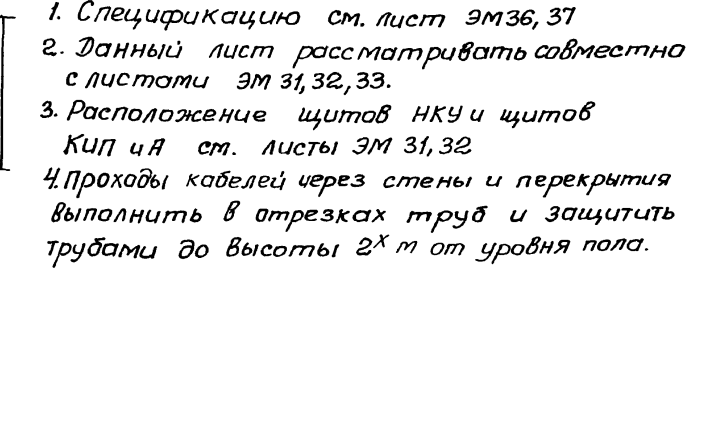 1. Спецификацию см. лист ЭМ36, 37
2. Данный лист рассматривать совместно
с листами ЭМ 31, 32, 33.
3. Расположение щитов НКУ и щитов
КИП и А см. листы ЭМ 31, 32
4. Проходы кабелей через стены и перекрытия
выполнить в отрезках труб и защитить
трубами до высоты 2ˣ м от уровня пола.